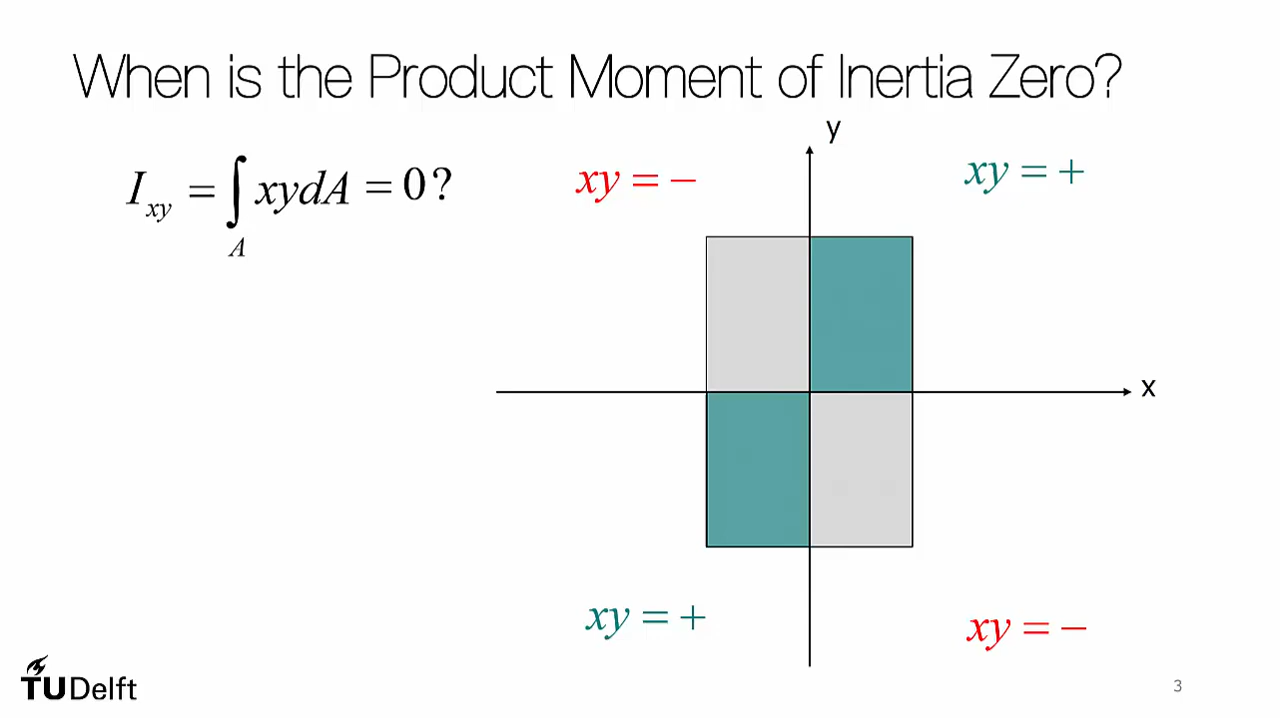 When is the Product Moment of Inertia Zero?
I_xy = ∫_A xydA = 0?
y
xy = −
xy = +
x
xy = +
xy = −
TUDelft
3